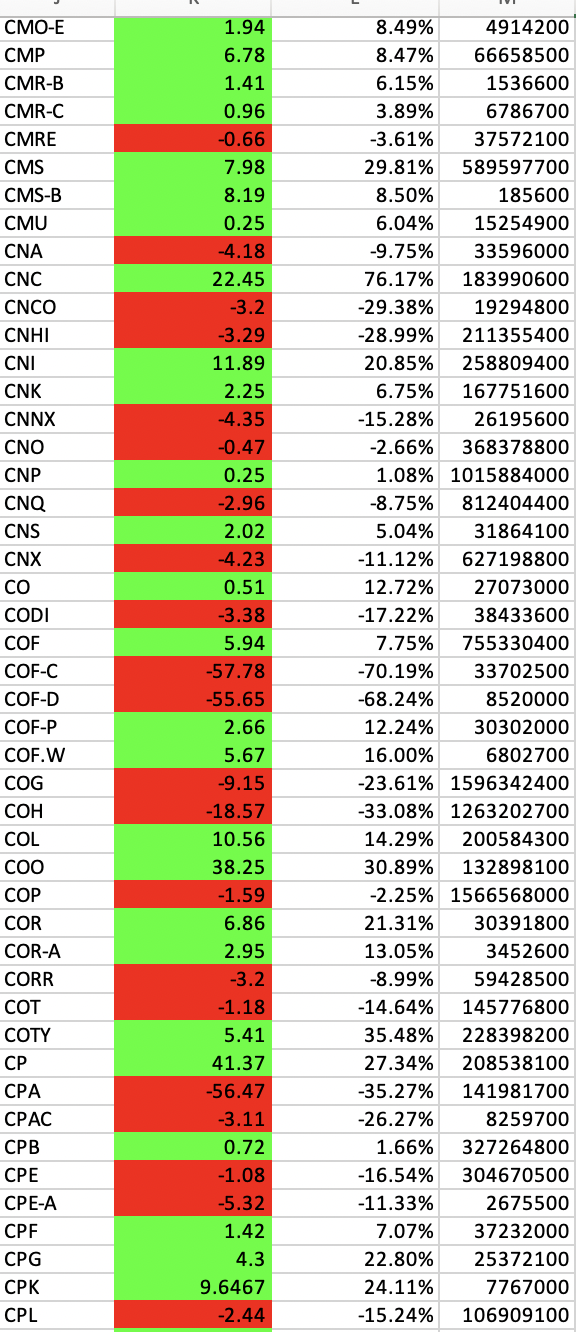 CMO-E 1.94 8.49% 4914200
CMP 6.78 8.47% 66658500
CMR-B 1.41 6.15% 1536600
CMR-C 0.96 3.89% 6786700
CMRE -0.66 -3.61% 37572100
CMS 7.98 29.81% 589597700
CMS-B 8.19 8.50% 185600
CMU 0.25 6.04% 15254900
CNA -4.18 -9.75% 33596000
CNC 22.45 76.17% 183990600
CNCO -3.2 -29.38% 19294800
CNHI -3.29 -28.99% 211355400
CNI 11.89 20.85% 258809400
CNK 2.25 6.75% 167751600
CNNX -4.35 -15.28% 26195600
CNO -0.47 -2.66% 368378800
CNP 0.25 1.08% 1015884000
CNQ -2.96 -8.75% 812404400
CNS 2.02 5.04% 31864100
CNX -4.23 -11.12% 627198800
CO 0.51 12.72% 27073000
CODI -3.38 -17.22% 38433600
COF 5.94 7.75% 755330400
COF-C -57.78 -70.19% 33702500
COF-D -55.65 -68.24% 8520000
COF-P 2.66 12.24% 30302000
COF.W 5.67 16.00% 6802700
COG -9.15 -23.61% 1596342400
COH -18.57 -33.08% 1263202700
COL 10.56 14.29% 200584300
COO 38.25 30.89% 132898100
COP -1.59 -2.25% 1566568000
COR 6.86 21.31% 30391800
COR-A 2.95 13.05% 3452600
CORR -3.2 -8.99% 59428500
COT -1.18 -14.64% 145776800
COTY 5.41 35.48% 228398200
CP 41.37 27.34% 208538100
CPA -56.47 -35.27% 141981700
CPAC -3.11 -26.27% 8259700
CPB 0.72 1.66% 327264800
CPE -1.08 -16.54% 304670500
CPE-A -5.32 -11.33% 2675500
CPF 1.42 7.07% 37232000
CPG 4.3 22.80% 25372100
CPK 9.6467 24.11% 7767000
CPL -2.44 -15.24% 106909100